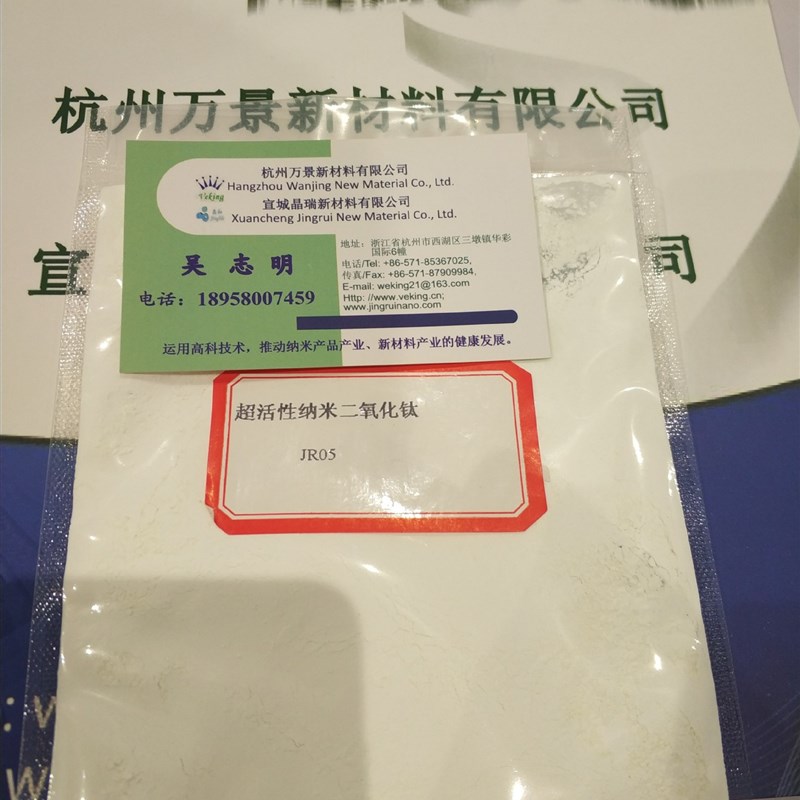 杭州万景新材料有限公司
杭州万景新材料有限公司
Hangzhou Wanjing New Material Co., Ltd.
Veking
宣城晶瑞新材料有限公司
Xuancheng Jingrui New Material Co., Ltd.
吴志明
电话：18958007459
地址：浙江省杭州市西湖区三墩镇华彩
国际6幢
电话/Tel: +86-571-85367025,
传真/Fax: +86-571-87909984,
E-mail: weking21@163.com
Http: //www.veking.cn;
www.jingruinano.com
运用高科技术，推动纳米产品产业、新材料产业的健康发展。
宣
司
超活性纳米二氧化钛
JR05
: w
w